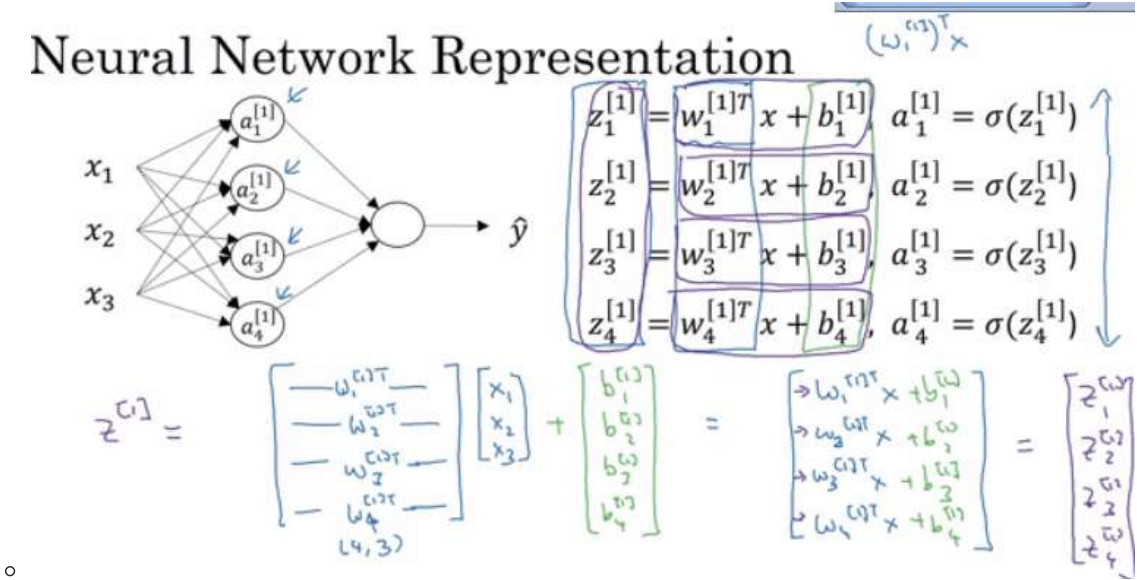 (w₁^[1])^T x
Neural Network Representation
x₁
x₂
x₃
a₁^[1]
a₂^[1]
a₃^[1]
a₄^[1]
ŷ
z₁^[1] = w₁^[1]T x + b₁^[1], a₁^[1] = σ(z₁^[1])
z₂^[1] = w₂^[1]T x + b₂^[1], a₂^[1] = σ(z₂^[1])
z₃^[1] = w₃^[1]T x + b₃^[1], a₃^[1] = σ(z₃^[1])
z₄^[1] = w₄^[1]T x + b₄^[1], a₄^[1] = σ(z₄^[1])
z^[1] =
[ — w₁^[1]T — ] [ x₁ ] + [ b₁^[1] ] = [ → w₁^[1]T x + b₁^[1] ] = [ z₁^[1] ]
[ — w₂^[1]T — ] [ x₂ ] [ b₂^[1] ] [ → w₂^[1]T x + b₂^[1] ] [ z₂^[1] ]
[ — w₃^[1]T — ] [ x₃ ] [ b₃^[1] ] [ → w₃^[1]T x + b₃^[1] ] [ z₃^[1] ]
[ — w₄^[1]T — ] [ b₄^[1] ] [ → w₄^[1]T x + b₄^[1] ] [ z₄^[1] ]
(4,3)